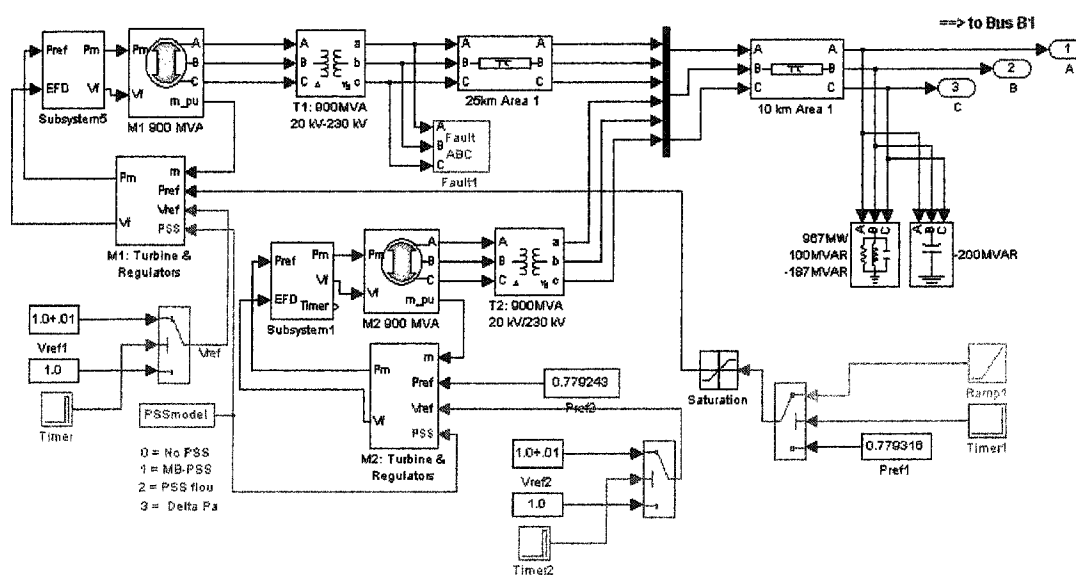 ==> to Bus B1
Pref Pm
EFD Vf
Subsystem5
Pm A
B
Vf C
m_pu
M1 900 MVA
A a
B b
C c
T1: 900MVA
20 kV-230 kV
A A
B B
C C
25km Area 1
A A
B B
C C
10 km Area 1
1
A
2
B
3
C
A
B Fault
C ABC
Fault1
Pm m
Pref
Vref
Vf PSS
M1: Turbine &
Regulators
A B C
967MW
100MVAR
-187MVAR
A B C
-200MVAR
Pref Pm
Vf
EFD
Timer
Subsystem1
Pm A
B
Vf C
m_pu
M2 900 MVA
A a
B b
C c
T2: 900MVA
20 kV/230 kV
1.0+.01
Vref1
1.0
Timer
Vref
PSSmodel
0 = No PSS
1 = MB-PSS
2 = PSS flou
3 = Delta Pa
m
Pm
Pref
Vref
Vf
PSS
M2: Turbine &
Regulators
0.779243
Pref2
Saturation
Ramp1
Timer1
0.779316
Pref1
1.0+.01
Vref2
1.0
Timer2